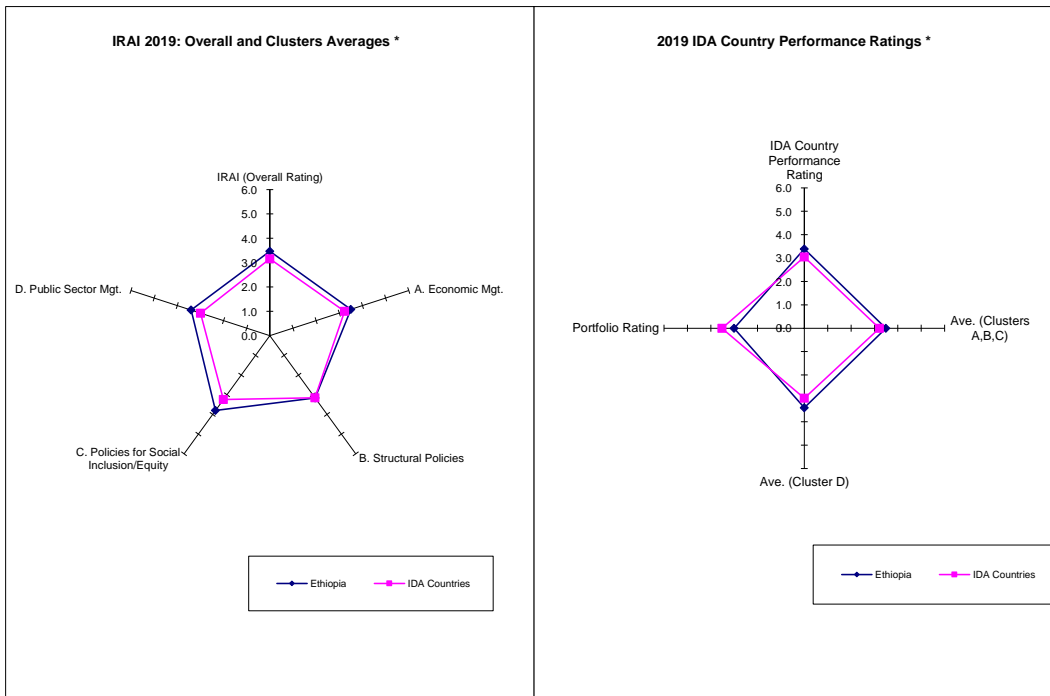 IRAI 2019: Overall and Clusters Averages *
IRAI (Overall Rating)
6.0
5.0
4.0
3.0
2.0
1.0
0.0
A. Economic Mgt.
B. Structural Policies
C. Policies for Social
Inclusion/Equity
D. Public Sector Mgt.
Ethiopia
IDA Countries
2019 IDA Country Performance Ratings *
IDA Country
Performance
Rating
6.0
5.0
4.0
3.0
2.0
1.0
0.0
Ave. (Clusters
A,B,C)
Ave. (Cluster D)
Portfolio Rating
Ethiopia
IDA Countries